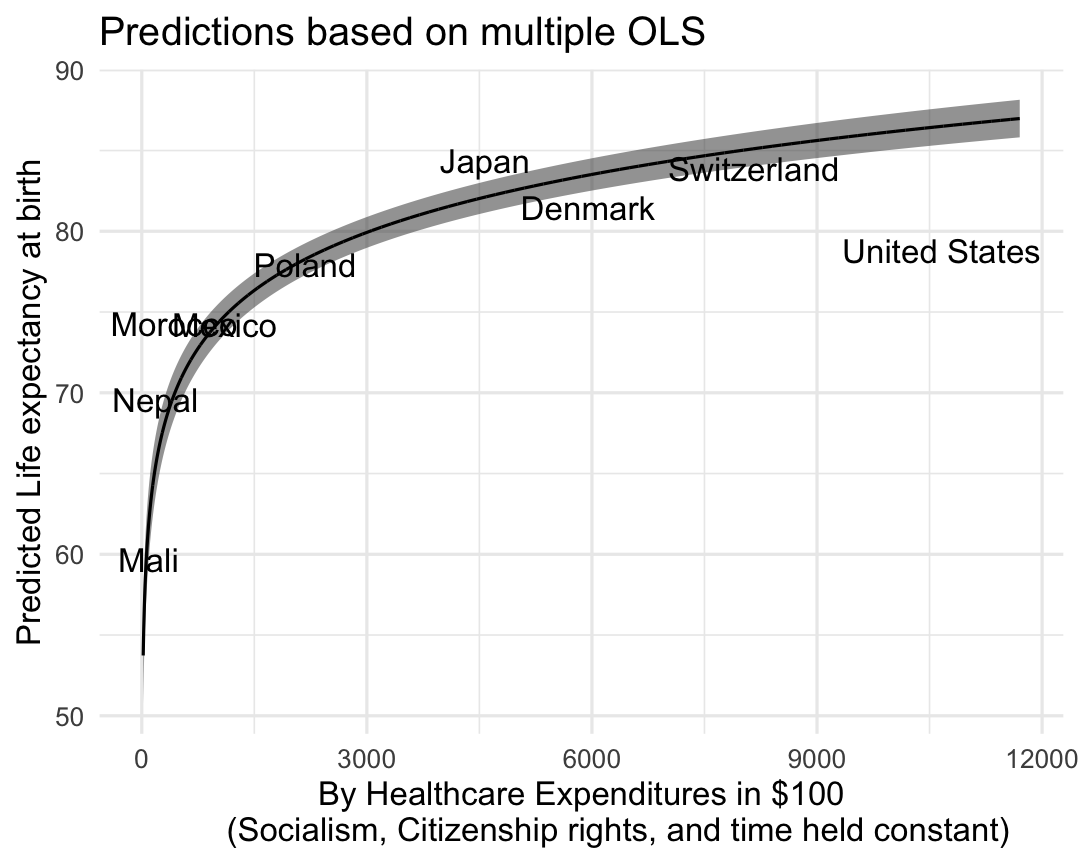 Predictions based on multiple OLS
Predicted Life expectancy at birth
90
80
70
60
50
Japan
Switzerland
Denmark
United States
Poland
Morocco
Mexico
Nepal
Mali
0
3000
6000
9000
12000
By Healthcare Expenditures in $100
(Socialism, Citizenship rights, and time held constant)